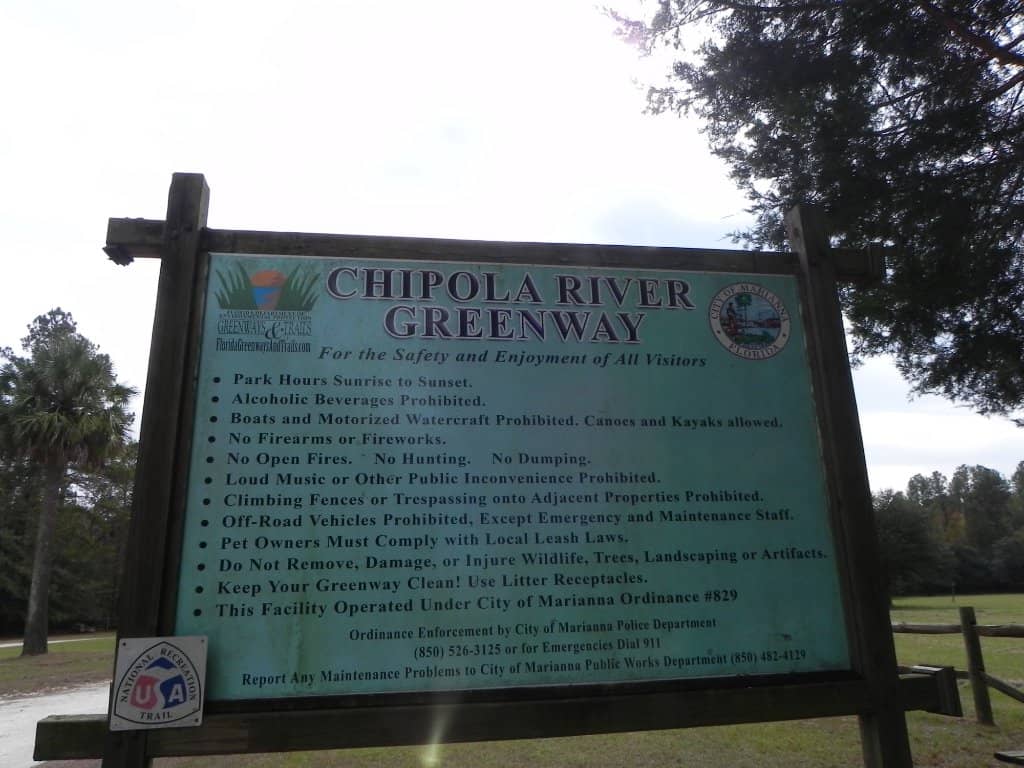 CHIPOLA RIVER
GREENWAY
GREENWAYS & TRAILS
FloridaGreenwaysAndTrails.com
CITY OF MARIANNA
FLORIDA
For the Safety and Enjoyment of All Visitors
• Park Hours Sunrise to Sunset.
• Alcoholic Beverages Prohibited.
• Boats and Motorized Watercraft Prohibited. Canoes and Kayaks allowed.
• No Firearms or Fireworks.
• No Open Fires. No Hunting. No Dumping.
• Loud Music or Other Public Inconvenience Prohibited.
• Climbing Fences or Trespassing onto Adjacent Properties Prohibited.
• Off-Road Vehicles Prohibited, Except Emergency and Maintenance Staff.
• Pet Owners Must Comply with Local Leash Laws.
• Do Not Remove, Damage, or Injure Wildlife, Trees, Landscaping or Artifacts.
• Keep Your Greenway Clean! Use Litter Receptacles.
• This Facility Operated Under City of Marianna Ordinance #829
Ordinance Enforcement by City of Marianna Police Department
(850) 526-3125 or for Emergencies Dial 911
Report Any Maintenance Problems to City of Marianna Public Works Department (850) 482-4129
NATIONAL RECREATION
USA
TRAIL